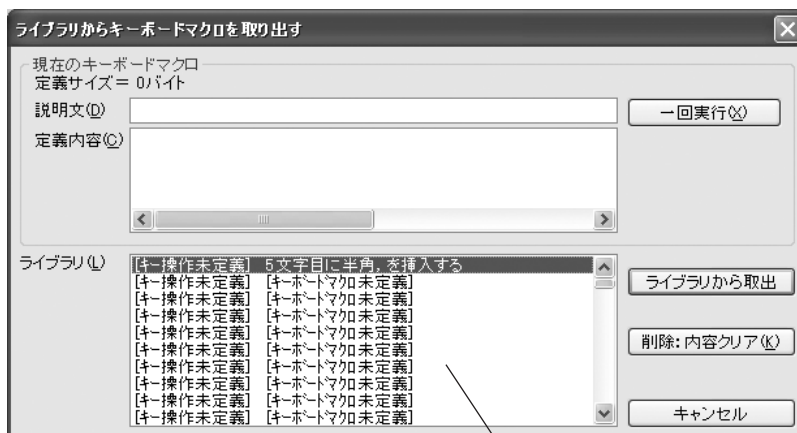 ライブラリからキーボードマクロを取り出す
現在のキーボードマクロ
定義サイズ= 0バイト
説明文(D)
一回実行(X)
定義内容(C)
ライブラリ(L)
[キー操作未定義] 5文字目に半角,を挿入する
[キー操作未定義] [キーボードマクロ未定義]
[キー操作未定義] [キーボードマクロ未定義]
[キー操作未定義] [キーボードマクロ未定義]
[キー操作未定義] [キーボードマクロ未定義]
[キー操作未定義] [キーボードマクロ未定義]
[キー操作未定義] [キーボードマクロ未定義]
[キー操作未定義] [キーボードマクロ未定義]
[キー操作未定義] [キーボードマクロ未定義]
[キー操作未定義] [キーボードマクロ未定義]
ライブラリから取出
削除:内容クリア(K)
キャンセル